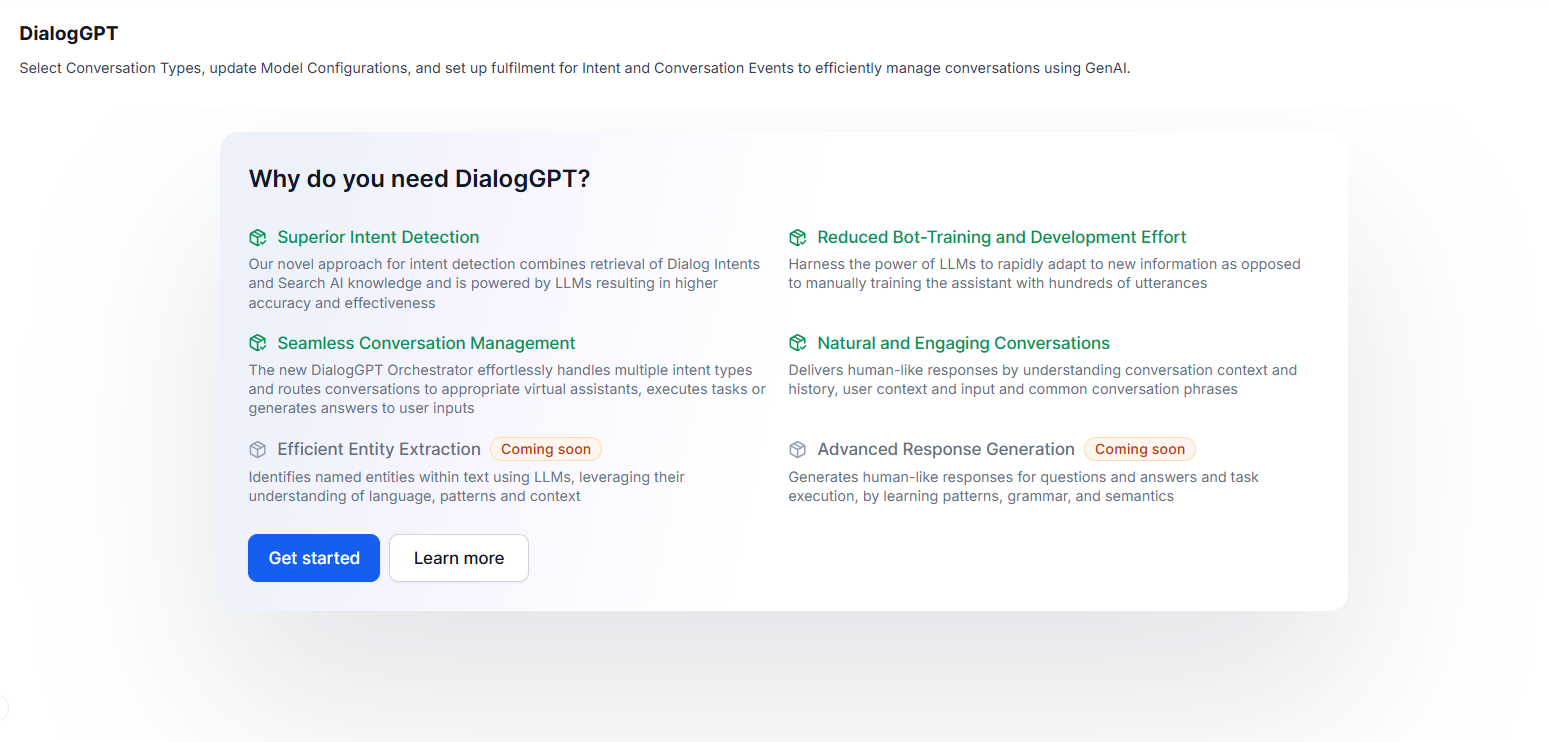 DialogGPT
Select Conversation Types, update Model Configurations, and set up fulfilment for Intent and Conversation Events to efficiently manage conversations using GenAI.
Why do you need DialogGPT?
Superior Intent Detection
Our novel approach for intent detection combines retrieval of Dialog Intents
and Search AI knowledge and is powered by LLMs resulting in higher
accuracy and effectiveness
Reduced Bot-Training and Development Effort
Harness the power of LLMs to rapidly adapt to new information as opposed
to manually training the assistant with hundreds of utterances
Seamless Conversation Management
The new DialogGPT Orchestrator effortlessly handles multiple intent types
and routes conversations to appropriate virtual assistants, executes tasks or
generates answers to user inputs
Natural and Engaging Conversations
Delivers human-like responses by understanding conversation context and
history, user context and input and common conversation phrases
Efficient Entity Extraction Coming soon
Identifies named entities within text using LLMs, leveraging their
understanding of language, patterns and context
Advanced Response Generation Coming soon
Generates human-like responses for questions and answers and task
execution, by learning patterns, grammar, and semantics
Get started
Learn more